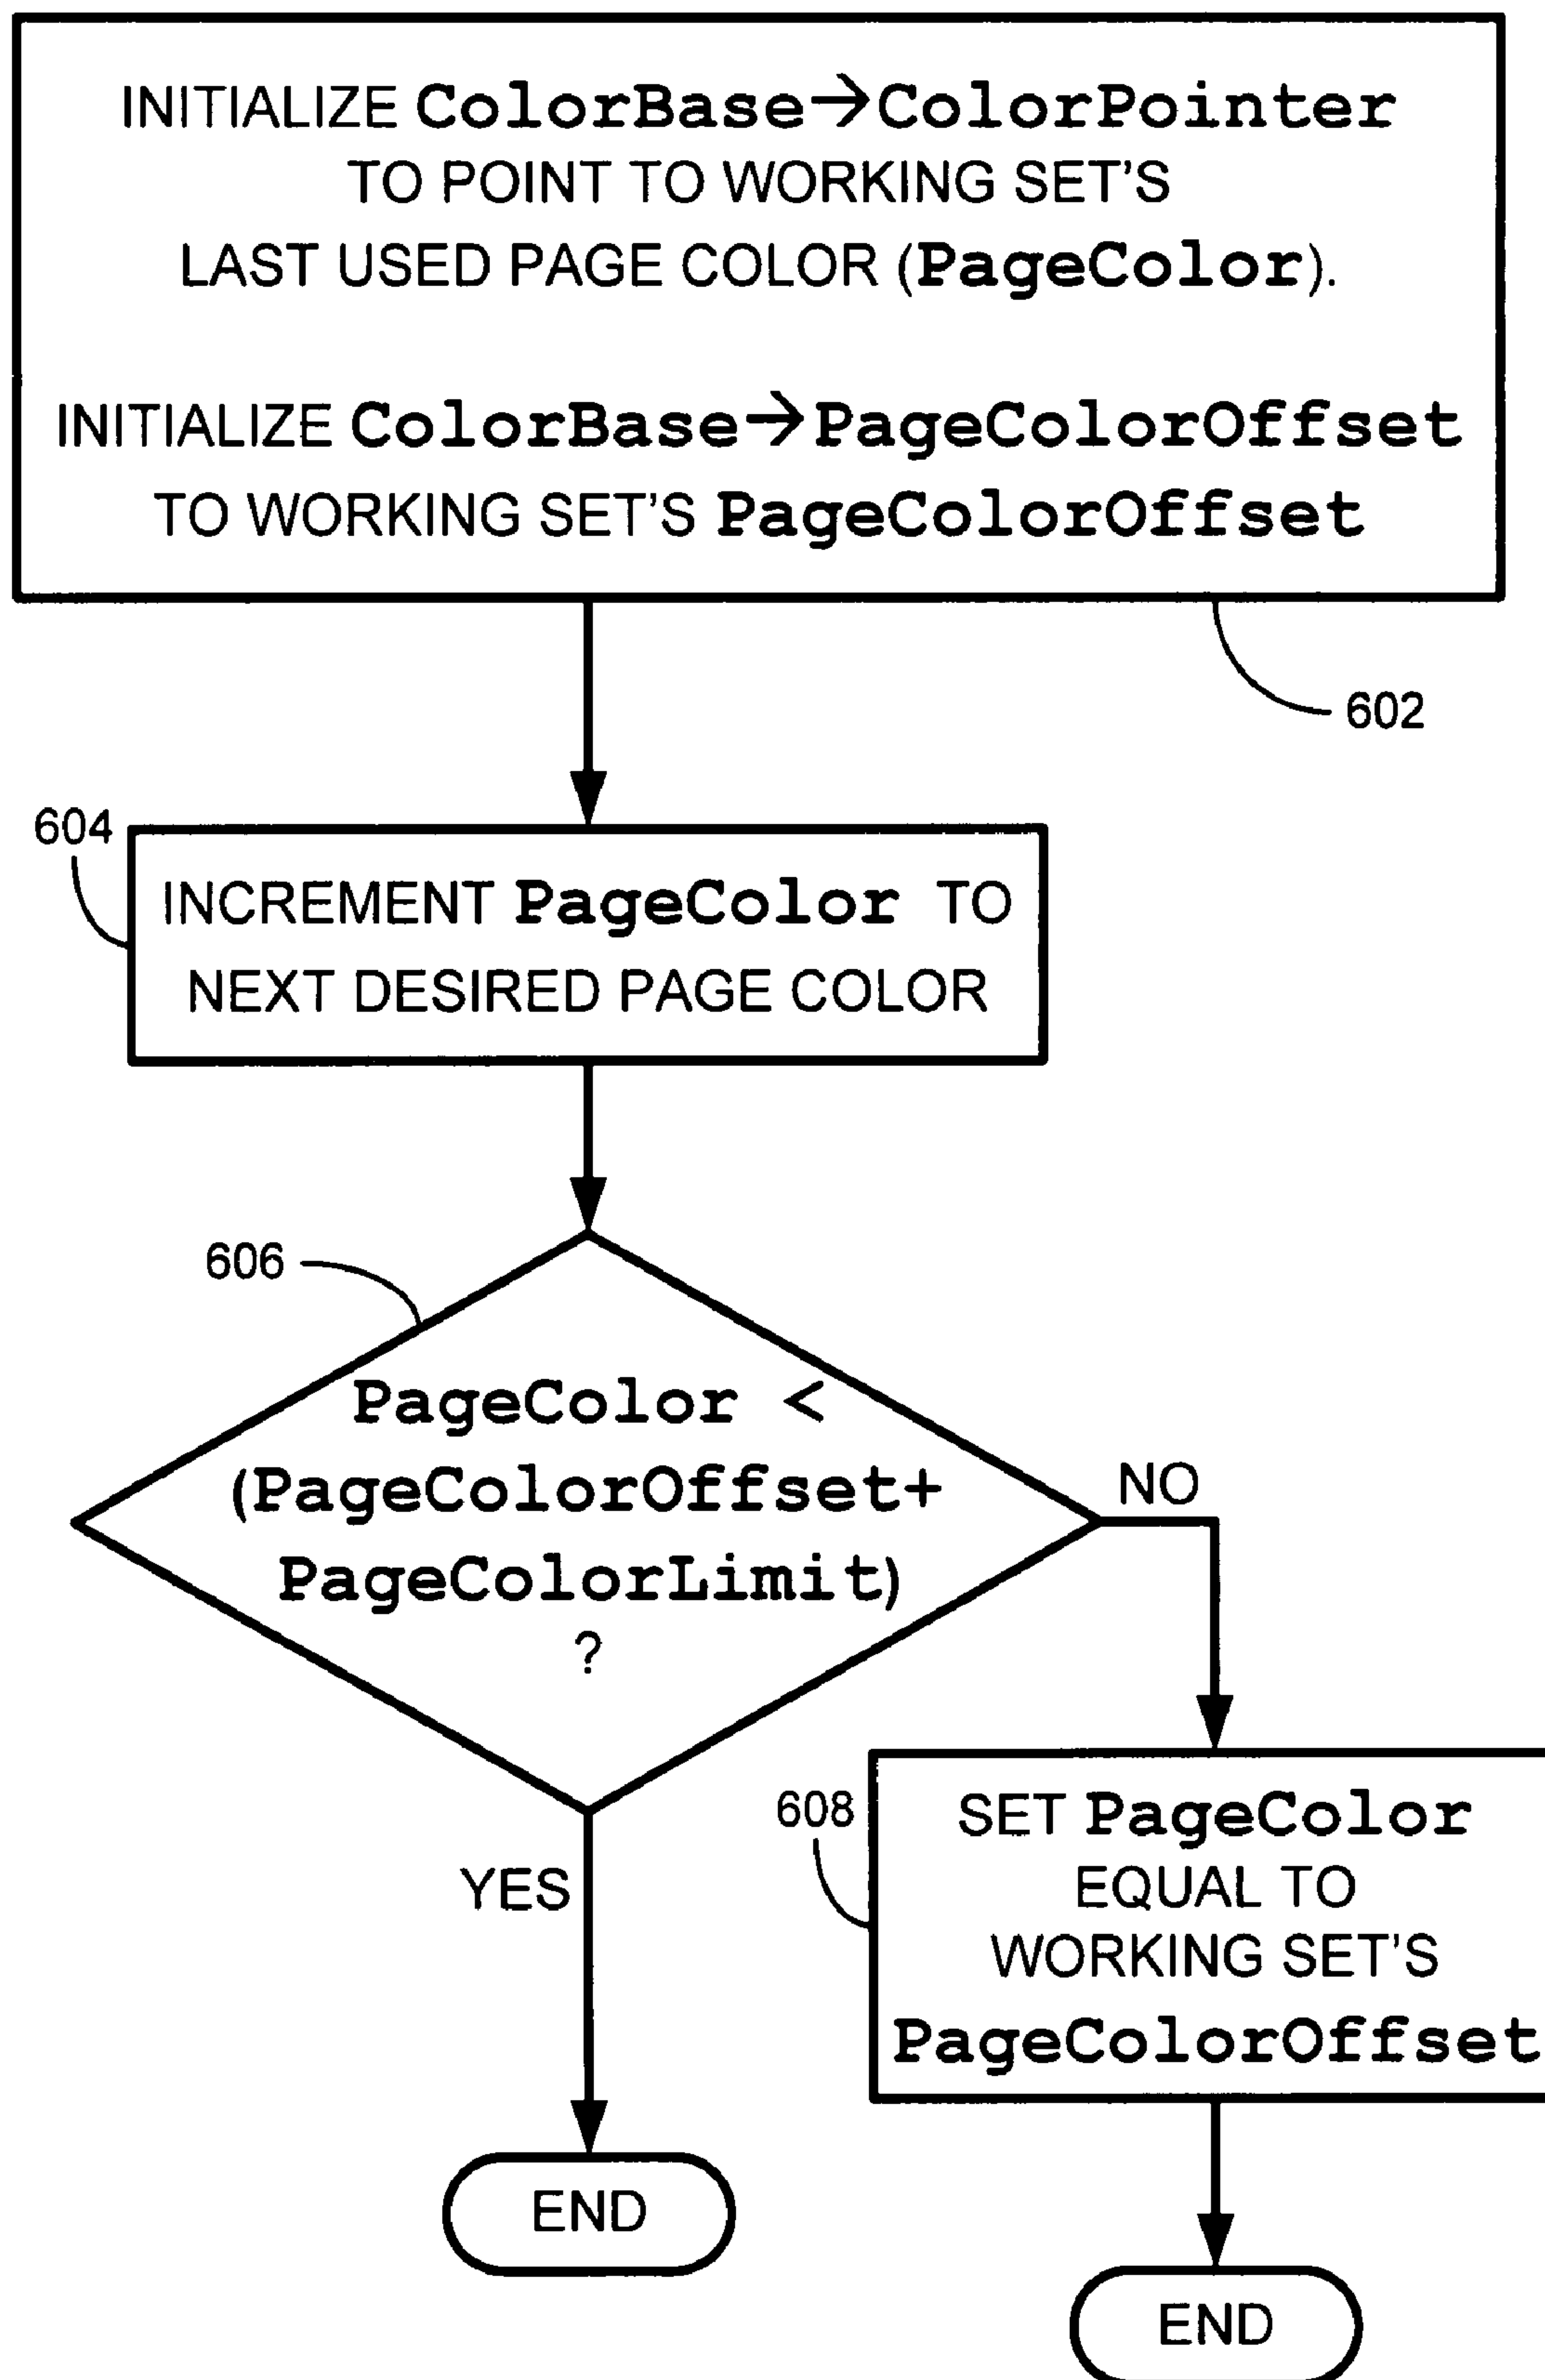 INITIALIZE ColorBase→ColorPointer
TO POINT TO WORKING SET'S
LAST USED PAGE COLOR (PageColor).
INITIALIZE ColorBase→PageColorOffset
TO WORKING SET'S PageColorOffset
602
604
INCREMENT PageColor TO
NEXT DESIRED PAGE COLOR
606
PageColor <
(PageColorOffset+
PageColorLimit)
?
NO
YES
608
SET PageColor
EQUAL TO
WORKING SET'S
PageColorOffset
END
END